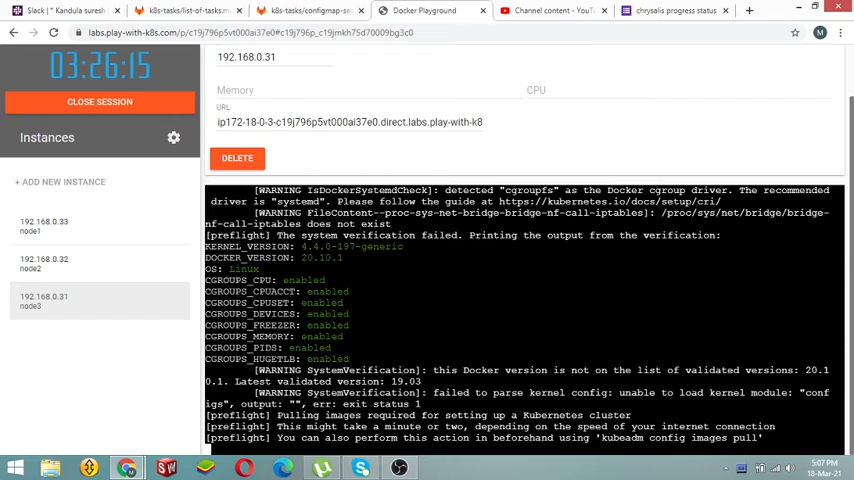 Slack | * Kandula suresh |
k8s-tasks/list-of-tasks.m
k8s-tasks/configmap-se
Docker Playground
Channel content - YouT
chrysalis progress status
labs.play-with-k8s.com/p/c19j796p5vt000ai37e0#c19j796p_c19jmkh75d70009bg3c0
M
03:26:15
CLOSE SESSION
Instances
+ ADD NEW INSTANCE
192.168.0.33
node1
192.168.0.32
node2
192.168.0.31
node3
192.168.0.31
Memory
CPU
URL
ip172-18-0-3-c19j796p5vt000ai37e0.direct.labs.play-with-k8
DELETE
[WARNING IsDockerSystemdCheck]: detected "cgroupfs" as the Docker cgroup driver. The recommended
driver is "systemd". Please follow the guide at https://kubernetes.io/docs/setup/cri/
[WARNING FileContent--proc-sys-net-bridge-bridge-nf-call-iptables]: /proc/sys/net/bridge/bridge-
nf-call-iptables does not exist
[preflight] The system verification failed. Printing the output from the verification:
KERNEL_VERSION: 4.4.0-197-generic
DOCKER_VERSION: 20.10.1
OS: Linux
CGROUPS_CPU: enabled
CGROUPS_CPUACCT: enabled
CGROUPS_CPUSET: enabled
CGROUPS_DEVICES: enabled
CGROUPS_FREEZER: enabled
CGROUPS_MEMORY: enabled
CGROUPS_PIDS: enabled
CGROUPS_HUGETLB: enabled
[WARNING SystemVerification]: this Docker version is not on the list of validated versions: 20.1
0.1. Latest validated version: 19.03
[WARNING SystemVerification]: failed to parse kernel config: unable to load kernel module: "conf
igs", output: "", err: exit status 1
[preflight] Pulling images required for setting up a Kubernetes cluster
[preflight] This might take a minute or two, depending on the speed of your internet connection
[preflight] You can also perform this action in beforehand using 'kubeadm config images pull'
5:07 PM
18-Mar-21